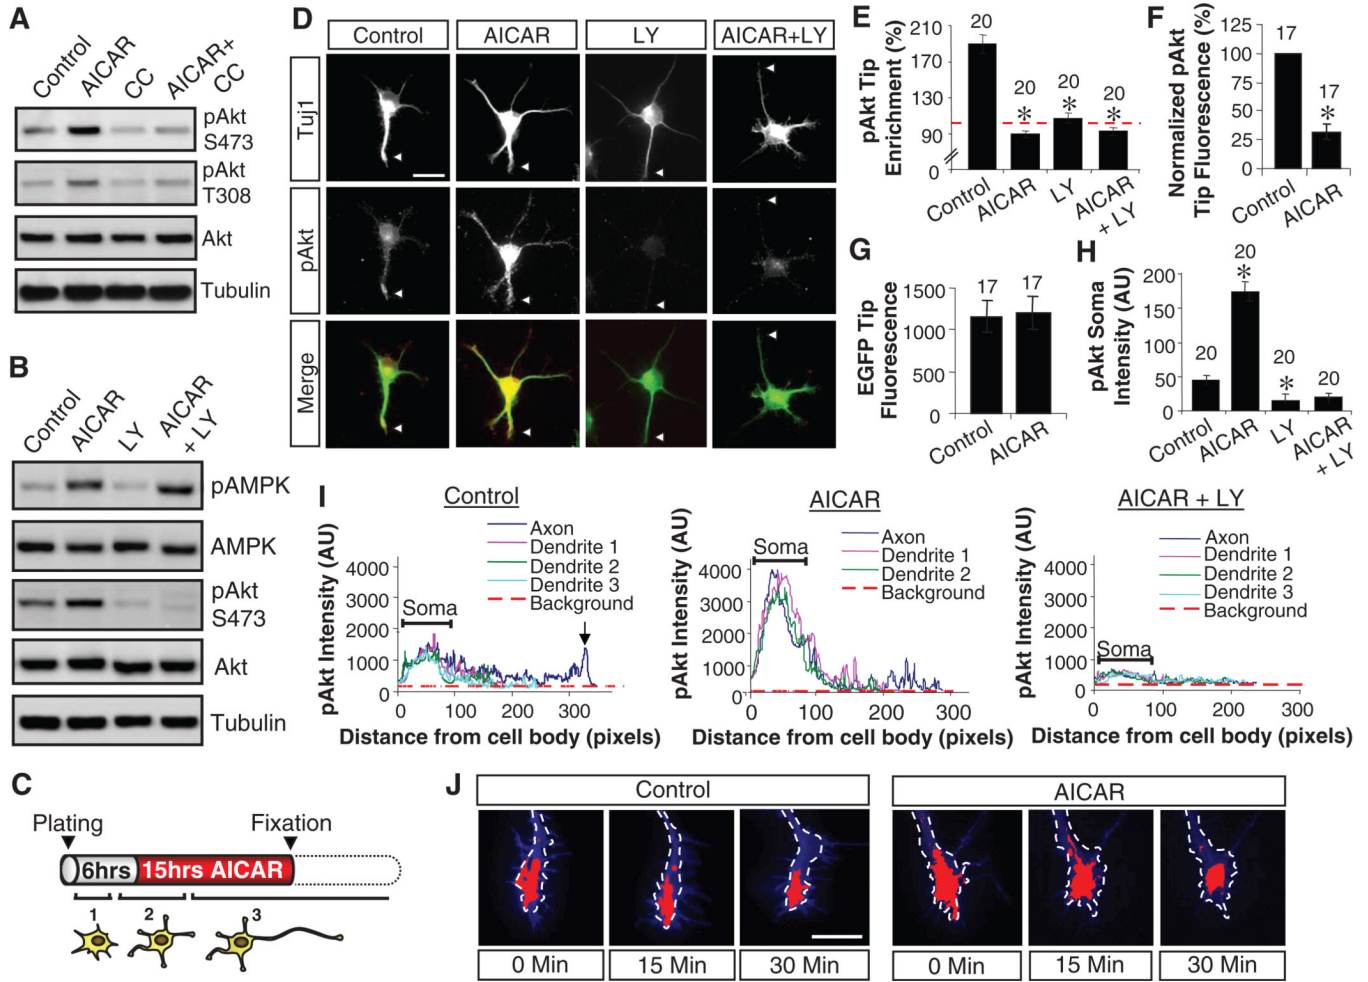 A
Control
AICAR
CC
AICAR+
CC
pAkt
S473
pAkt
T308
Akt
Tubulin
B
Control
AICAR
LY
AICAR
+ LY
pAMPK
AMPK
pAkt
S473
Akt
Tubulin
C
Plating
Fixation
6hrs
15hrs AICAR
1
2
3
D
Control
AICAR
LY
AICAR+LY
Tuj1
pAkt
Merge
E
pAkt Tip
Enrichment (%)
210
170
130
90
0
20
20
*
20
*
20
*
Control
AICAR
LY
AICAR
+ LY
F
Normalized pAkt
Tip Fluorescence (%)
125
100
75
50
25
0
17
17
*
Control
AICAR
G
EGFP Tip
Fluorescence
1500
1000
500
0
17
17
Control
AICAR
H
pAkt Soma
Intensity (AU)
200
150
100
50
0
20
20
*
20
*
20
Control
AICAR
LY
AICAR
+ LY
I
Control
pAkt Intensity (AU)
4000
3000
2000
1000
0
Axon
Dendrite 1
Dendrite 2
Dendrite 3
Background
Soma
0
100
200
300
Distance from cell body (pixels)
AICAR
pAkt Intensity (AU)
4000
3000
2000
1000
0
Axon
Dendrite 1
Dendrite 2
Background
Soma
0
100
200
300
Distance from cell body (pixels)
AICAR + LY
pAkt Intensity (AU)
4000
3000
2000
1000
0
Axon
Dendrite 1
Dendrite 2
Dendrite 3
Background
Soma
0
100
200
300
Distance from cell body (pixels)
J
Control
AICAR
0 Min
15 Min
30 Min
0 Min
15 Min
30 Min